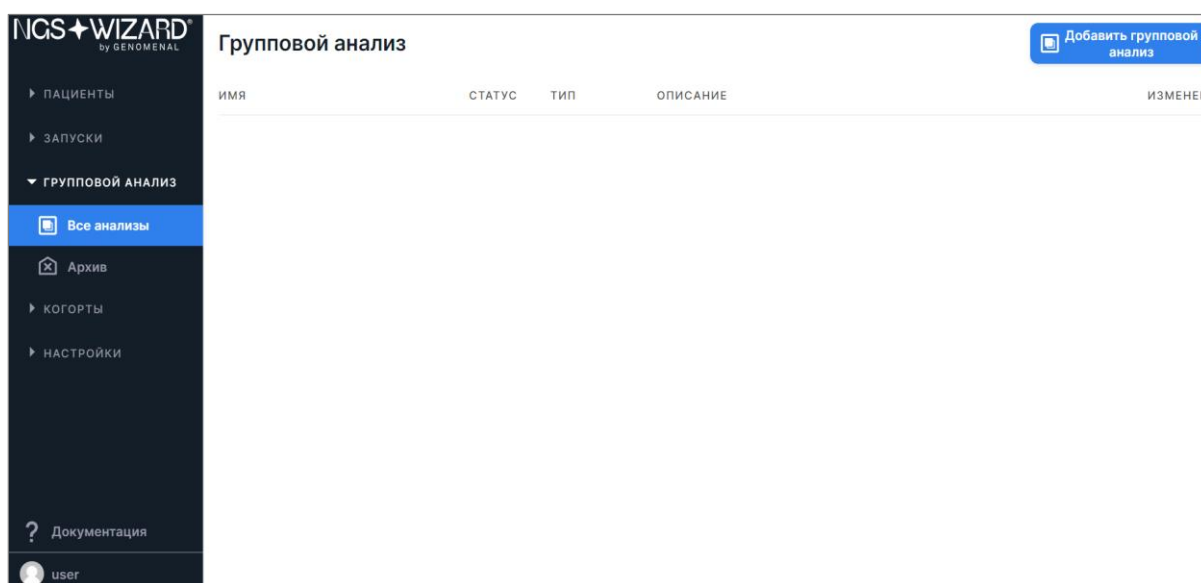 NGS✦WIZARD®
by GENOMENAL
Групповой анализ
Добавить групповой
анализ
ПАЦИЕНТЫ
ИМЯ СТАТУС ТИП ОПИСАНИЕ ИЗМЕНЕ
ЗАПУСКИ
ГРУППОВОЙ АНАЛИЗ
Все анализы
Архив
КОГОРТЫ
НАСТРОЙКИ
? Документация
user